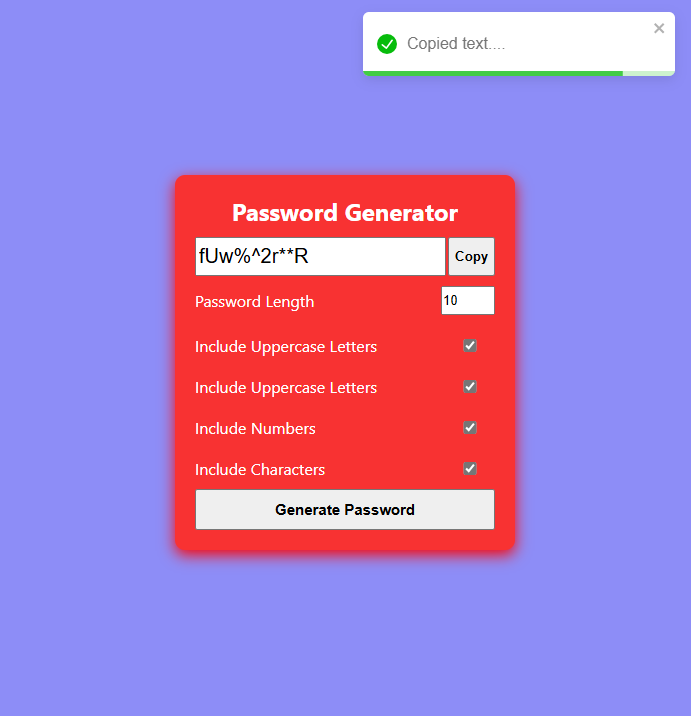 Copied text....
Password Generator
fUw%^2r**R Copy
Password Length 10
Include Uppercase Letters
Include Uppercase Letters
Include Numbers
Include Characters
Generate Password